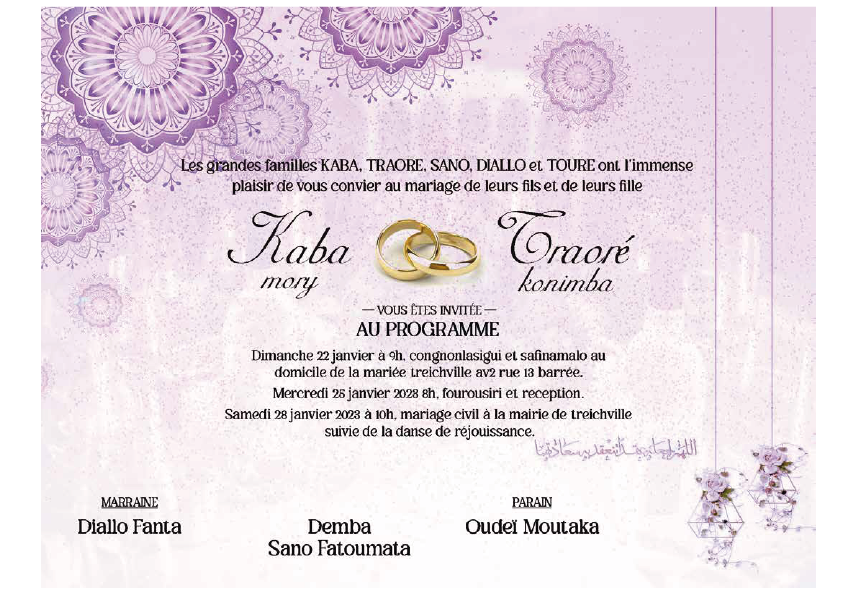 Les grandes familles KABA, TRAORE, SANO, DIALLO et TOURE ont l'immense
plaisir de vous convier au mariage de leurs fils et de leurs fille
Kaba
mory
Traoré
konimba
— VOUS ÊTES INVITÉE —
AU PROGRAMME
Dimanche 22 janvier à 9h, congnonlasigui et safinamalo au
domicile de la mariée treichville av2 rue 13 barrée.
Mercredi 25 janvier 2023 8h, fourousiri et reception.
Samedi 28 janvier 2023 à 10h, mariage civil à la mairie de treichville
suivie de la danse de réjouissance.
MARRAINE
Diallo Fanta
Demba
Sano Fatoumata
PARAIN
Oudeï Moutaka